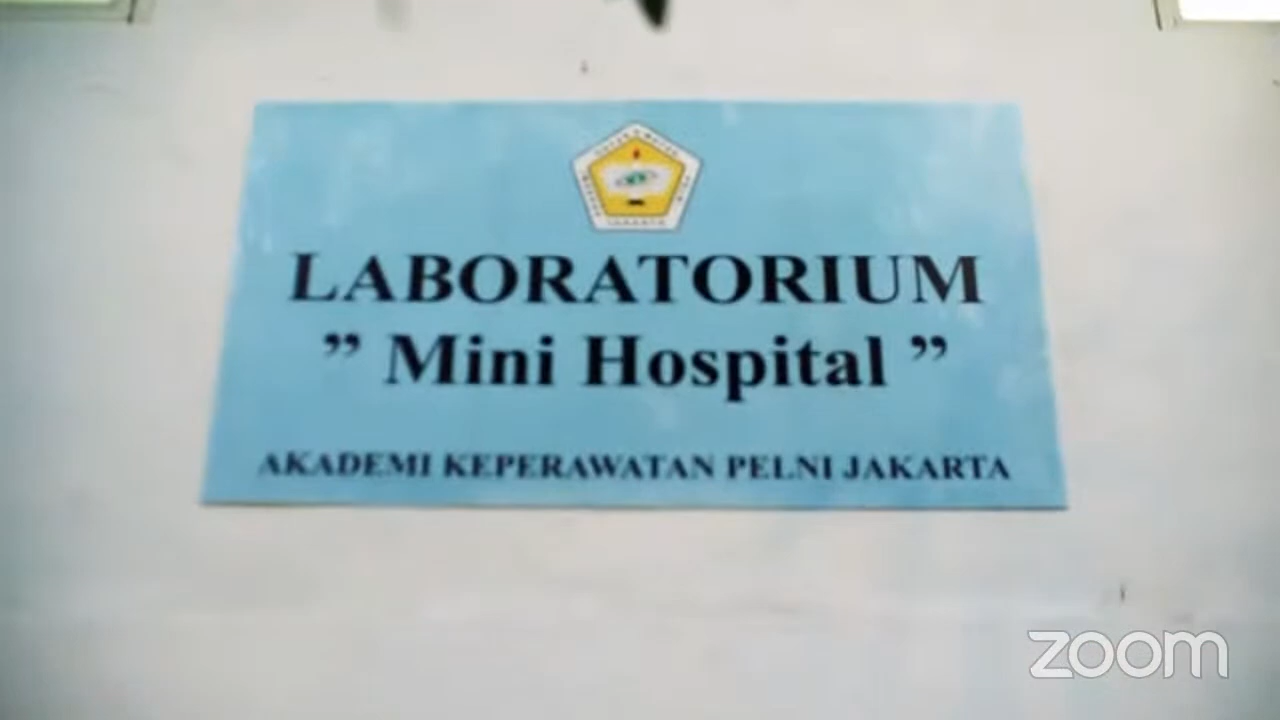 LABORATORIUM
” Mini Hospital ”
AKADEMI KEPERAWATAN PELNI JAKARTA
zoom